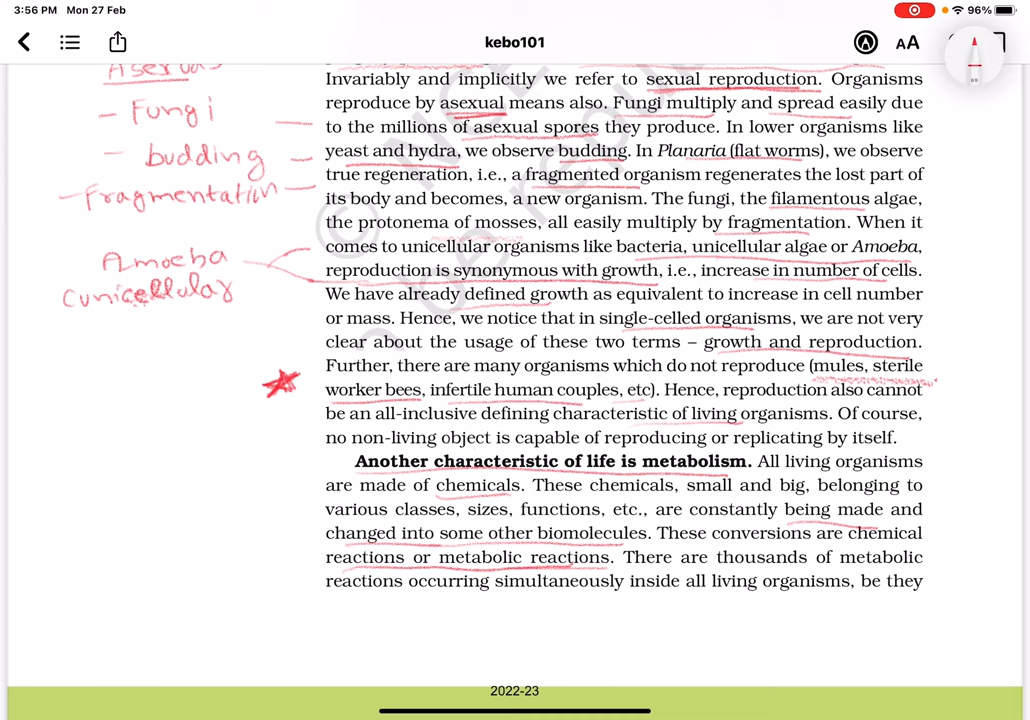 3:56 PM Mon 27 Feb
96%
kebo101
AA
Asexual
- Fungi
- budding
- Fragmentation
Amoeba
(unicellular
Invariably and implicitly we refer to sexual reproduction. Organisms
reproduce by asexual means also. Fungi multiply and spread easily due
to the millions of asexual spores they produce. In lower organisms like
yeast and hydra, we observe budding. In Planaria (flat worms), we observe
true regeneration, i.e., a fragmented organism regenerates the lost part of
its body and becomes, a new organism. The fungi, the filamentous algae,
the protonema of mosses, all easily multiply by fragmentation. When it
comes to unicellular organisms like bacteria, unicellular algae or Amoeba,
reproduction is synonymous with growth, i.e., increase in number of cells.
We have already defined growth as equivalent to increase in cell number
or mass. Hence, we notice that in single-celled organisms, we are not very
clear about the usage of these two terms – growth and reproduction.
Further, there are many organisms which do not reproduce (mules, sterile
worker bees, infertile human couples, etc). Hence, reproduction also cannot
be an all-inclusive defining characteristic of living organisms. Of course,
no non-living object is capable of reproducing or replicating by itself.
Another characteristic of life is metabolism. All living organisms
are made of chemicals. These chemicals, small and big, belonging to
various classes, sizes, functions, etc., are constantly being made and
changed into some other biomolecules. These conversions are chemical
reactions or metabolic reactions. There are thousands of metabolic
reactions occurring simultaneously inside all living organisms, be they
2022-23